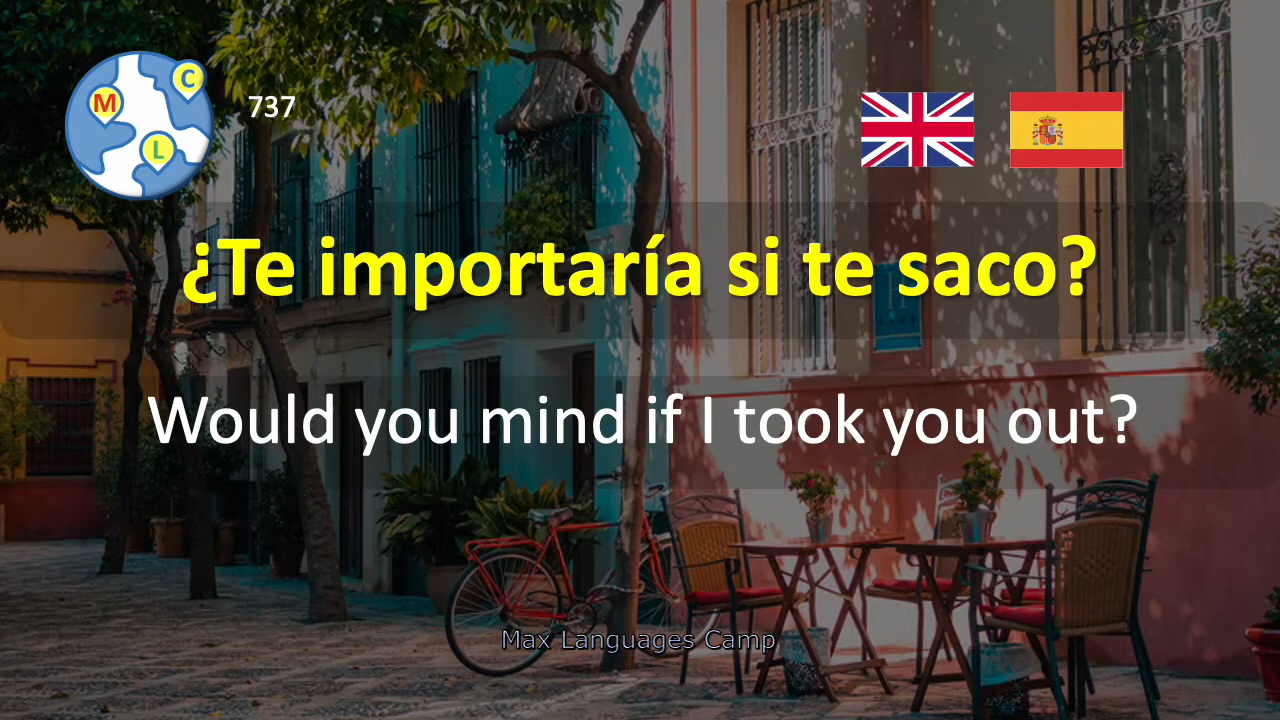 M
C
L
737
¿Te importaría si te saco?
Would you mind if I took you out?
Max Languages Camp